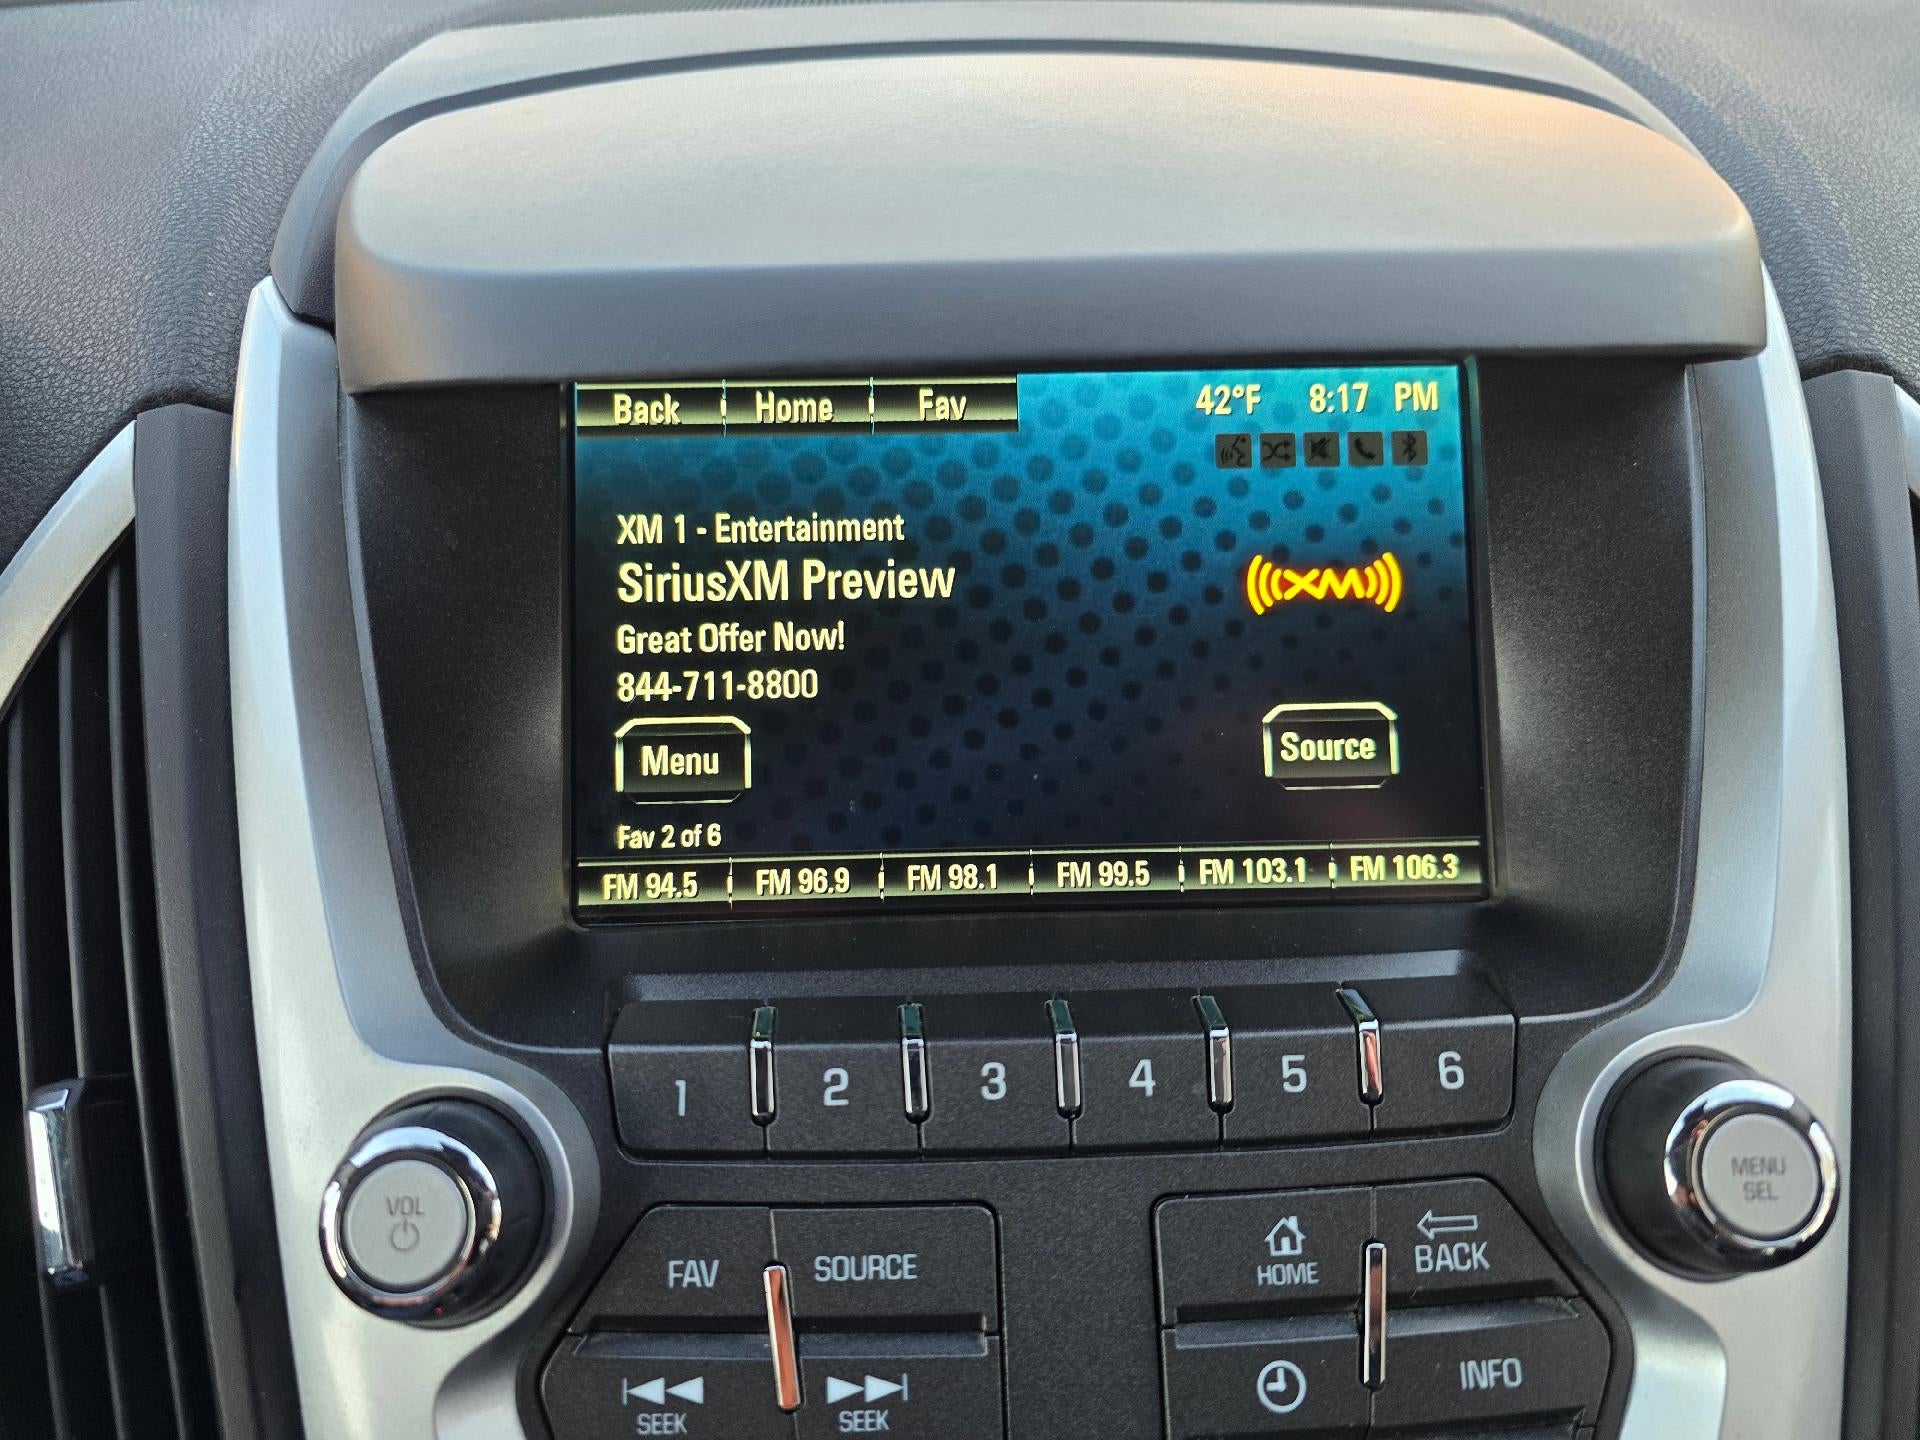 Back Home Fav 42°F 8:17 PM
XM 1 - Entertainment
SiriusXM Preview
((XM))
Great Offer Now!
844-711-8800
Menu Source
Fav 2 of 6
FM 94.5 FM 96.9 FM 98.1 FM 99.5 FM 103.1 FM 106.3
1 2 3 4 5 6
VOL
MENU
SEL
FAV SOURCE
HOME BACK
SEEK SEEK
INFO